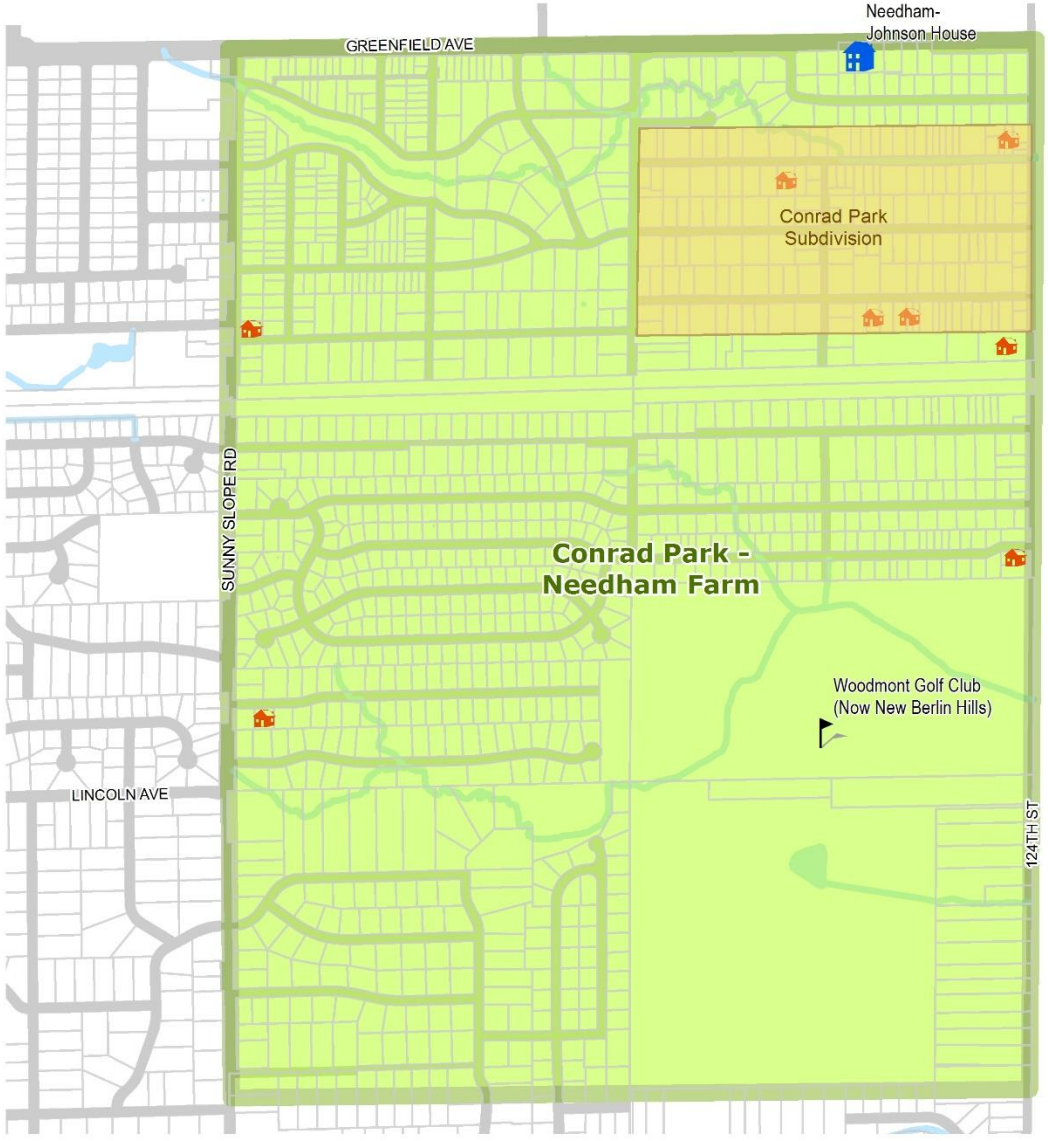 Needham-
Johnson House
GREENFIELD AVE
Conrad Park
Subdivision
SUNNY SLOPE RD
Conrad Park -
Needham Farm
Woodmont Golf Club
(Now New Berlin Hills)
LINCOLN AVE
124TH ST